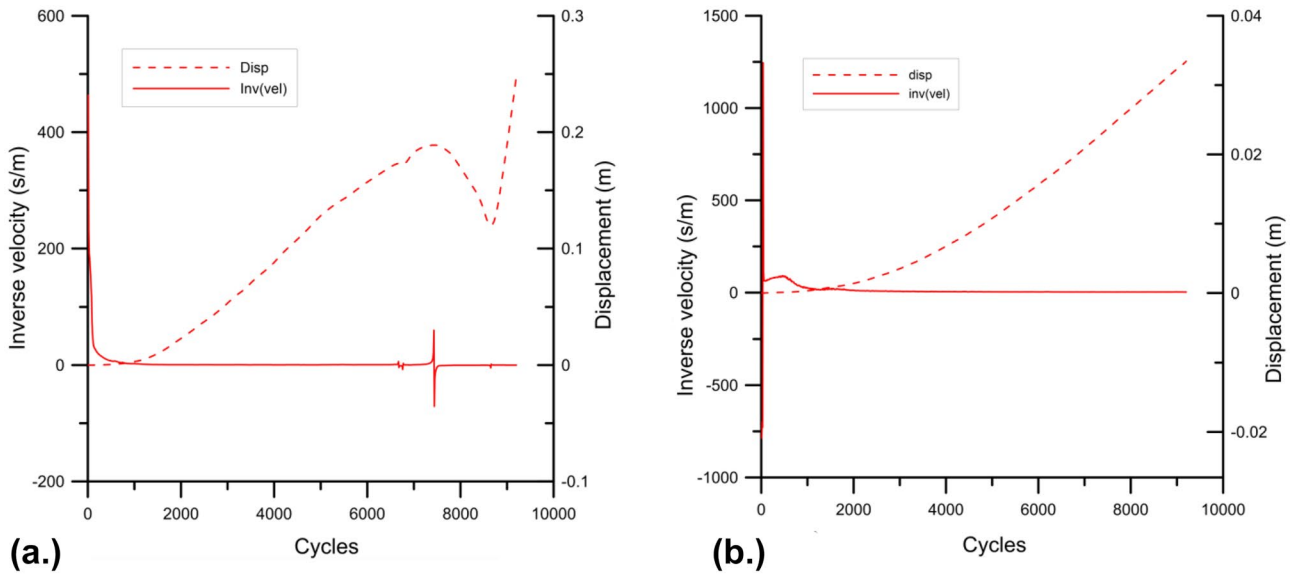 600
400
200
0
-200
Inverse velocity (s/m)
Disp
Inv(vel)
0.3
0.2
0.1
0
-0.1
Displacement (m)
0 2000 4000 6000 8000 10000
Cycles
(a.)
1500
1000
500
0
-500
-1000
Inverse velocity (s/m)
disp
inv(vel)
0.04
0.02
0
-0.02
Displacement (m)
0 2000 4000 6000 8000 10000
Cycles
(b.)